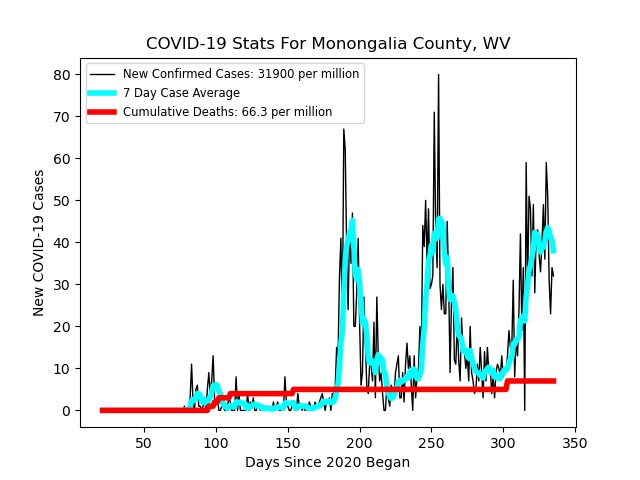 COVID-19 Stats For Monongalia County, WV
New Confirmed Cases: 31900 per million
7 Day Case Average
Cumulative Deaths: 66.3 per million
New COVID-19 Cases
80
70
60
50
40
30
20
10
0
50 100 150 200 250 300 350
Days Since 2020 Began